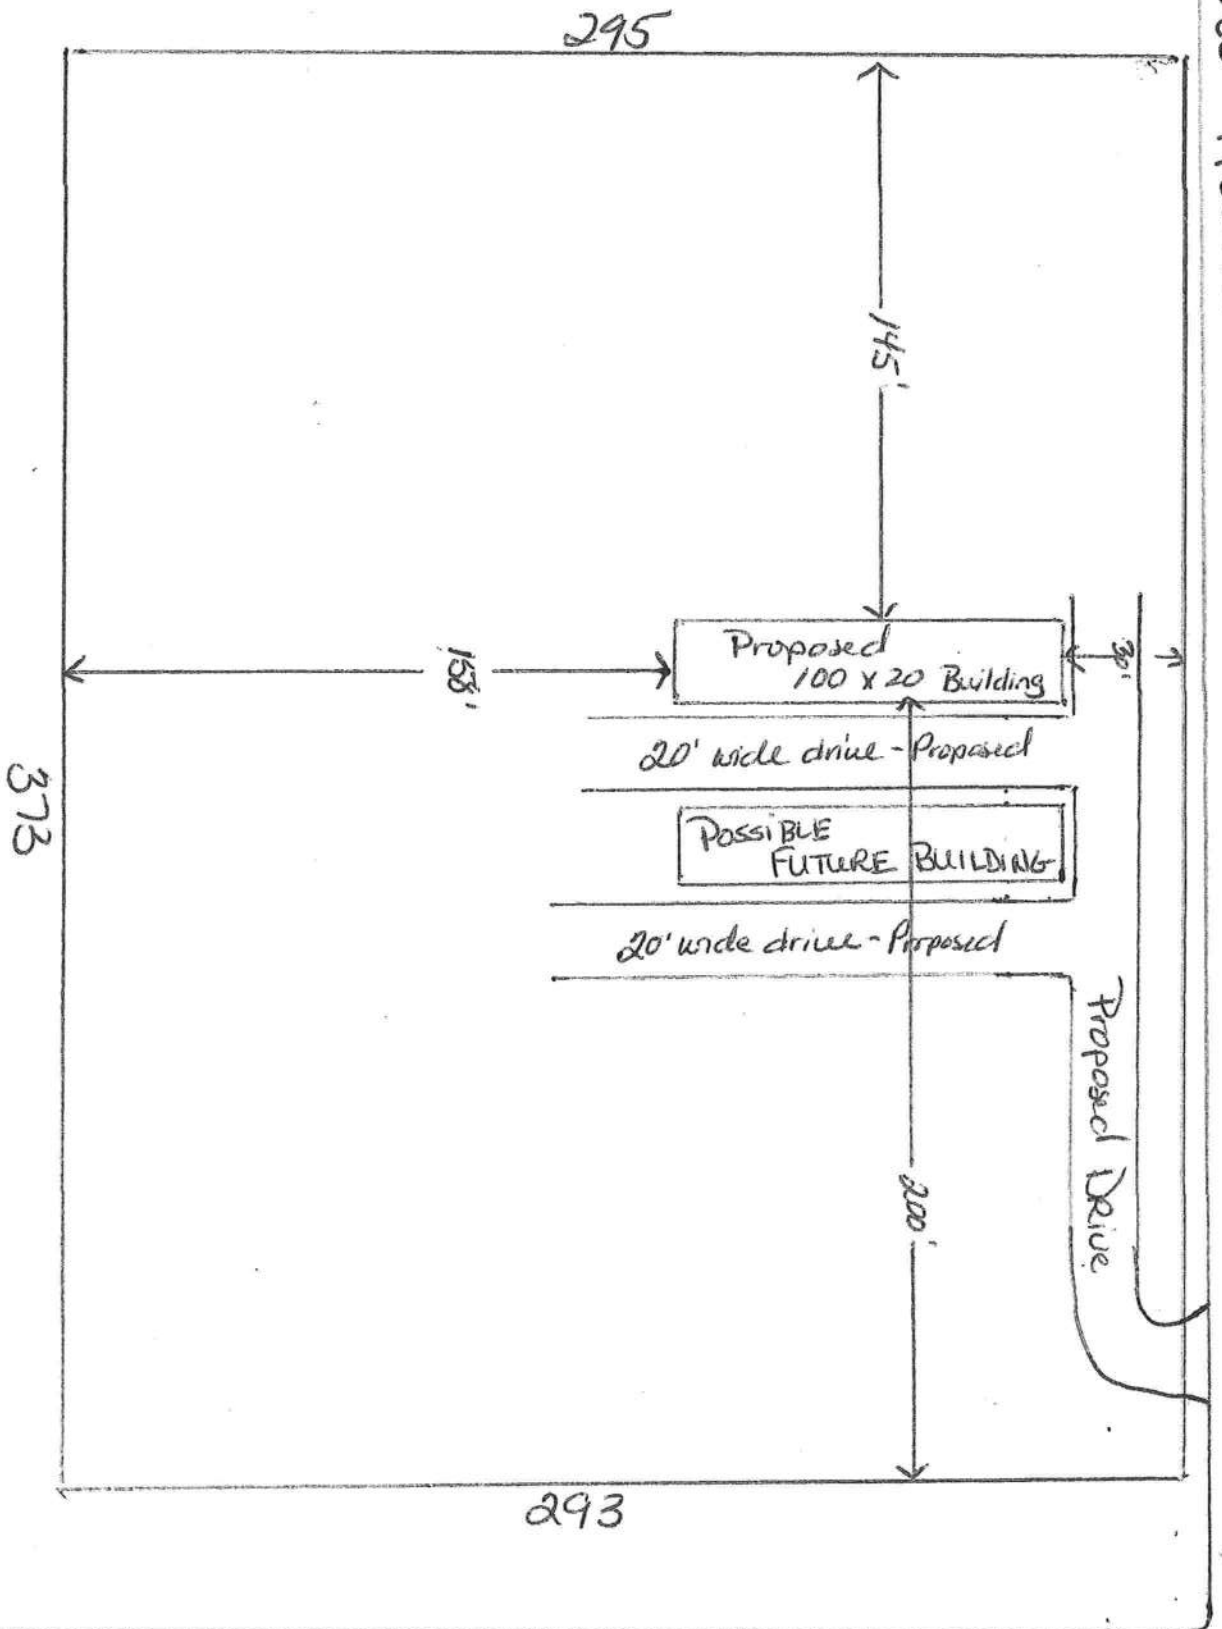 295
145'
Proposed
100 x 20 Building
30'
158'
20' wide drive - Proposed
373
POSSIBLE
FUTURE BUILDING
20' wide drive - Proposed
Proposed DRive
200'
293